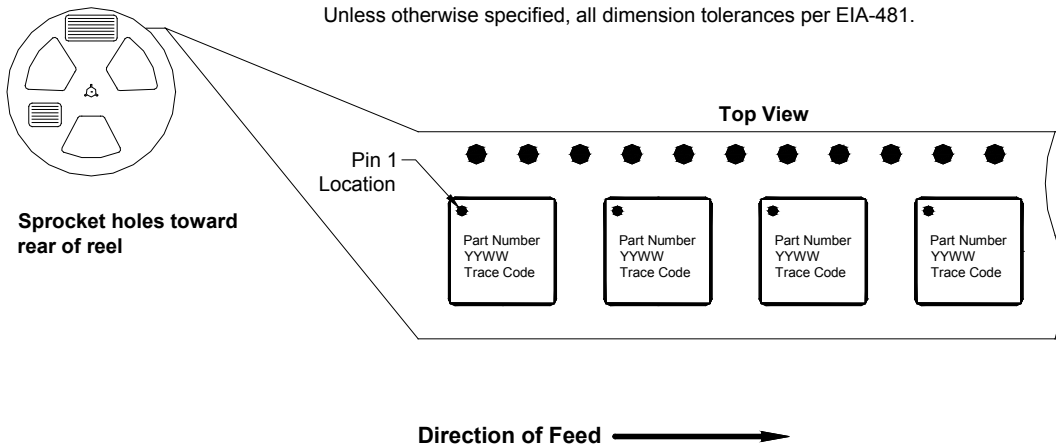 Unless otherwise specified, all dimension tolerances per EIA-481.
Top View
Pin 1
Location
Sprocket holes toward
rear of reel
Part Number
YYWW
Trace Code
Part Number
YYWW
Trace Code
Part Number
YYWW
Trace Code
Part Number
YYWW
Trace Code
Direction of Feed